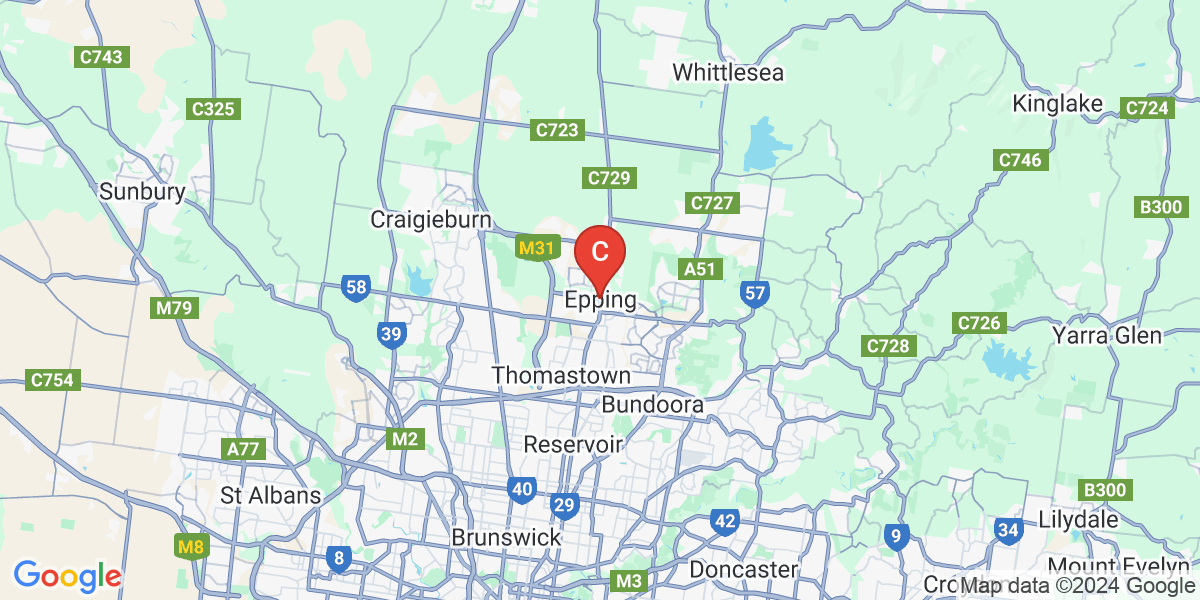 C743
Whittlesea
C325
Kinglake
C724
C723
C746
C729
Sunbury
C727
B300
Craigieburn
M31
C
A51
58
57
Epping
M79
C726
39
Yarra Glen
C728
C754
Thomastown
Bundoora
M2
A77
Reservoir
40
St Albans
B300
29
42
Lilydale
34
9
Brunswick
M8
8
Doncaster
Mount Evelyn
Google
M3
Cro
Map data ©2024 Google